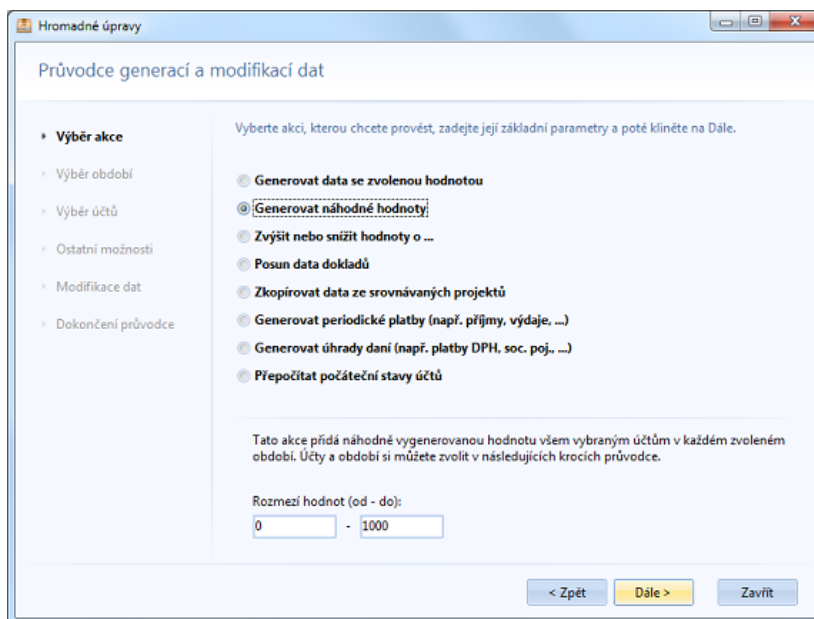 Hromadné úpravy
Průvodce generací a modifikací dat
Výběr akce
Výběr období
Výběr účtů
Ostatní možnosti
Modifikace dat
Dokončení průvodce
Vyberte akci, kterou chcete provést, zadejte její základní parametry a poté kliněte na Dále.
Generovat data se zvolenou hodnotou
Generovat náhodné hodnoty
Zvýšit nebo snížit hodnoty o ...
Posun data dokladů
Zkopírovat data ze srovnávaných projektů
Generovat periodické platby (např. příjmy, výdaje, ...)
Generovat úhrady daní (např. platby DPH, soc. poj., ...)
Přepočítat počáteční stavy účtů
Tato akce přidá náhodně vygenerovanou hodnotu všem vybraným účtům v každém zvoleném
období. Účty a období si můžete zvolit v následujících krocích průvodce.
Rozmezí hodnot (od - do):
0 - 1000
< Zpět Dále > Zavřít